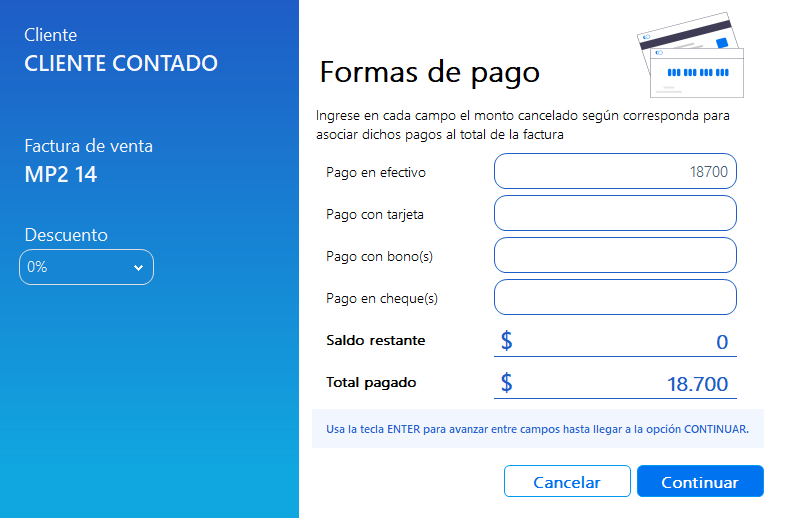 Cliente
CLIENTE CONTADO
Factura de venta
MP2 14
Descuento
0%
Formas de pago
Ingrese en cada campo el monto cancelado según corresponda para
asociar dichos pagos al total de la factura
Pago en efectivo 18700
Pago con tarjeta
Pago con bono(s)
Pago en cheque(s)
Saldo restante $ 0
Total pagado $ 18.700
Usa la tecla ENTER para avanzar entre campos hasta llegar a la opción CONTINUAR.
Cancelar Continuar